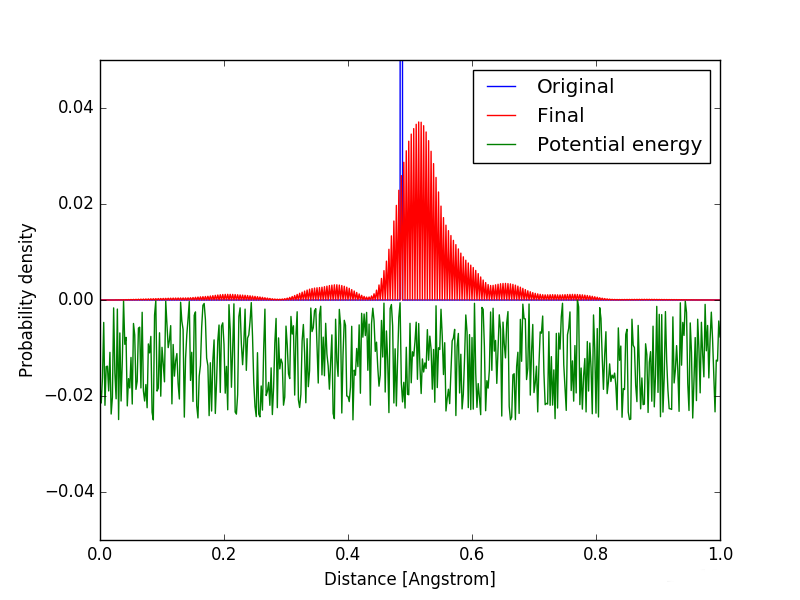 Original
Final
Potential energy
0.04
0.02
0.00
−0.02
−0.04
Probability density
0.0 0.2 0.4 0.6 0.8 1.0
Distance [Angstrom]